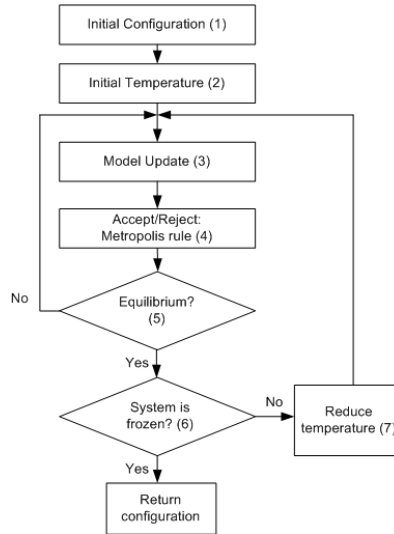 Initial Configuration (1)
Initial Temperature (2)
Model Update (3)
Accept/Reject:
Metropolis rule (4)
No
Equilibrium?
(5)
Yes
System is
frozen? (6)
No
Reduce
temperature (7)
Yes
Return
configuration